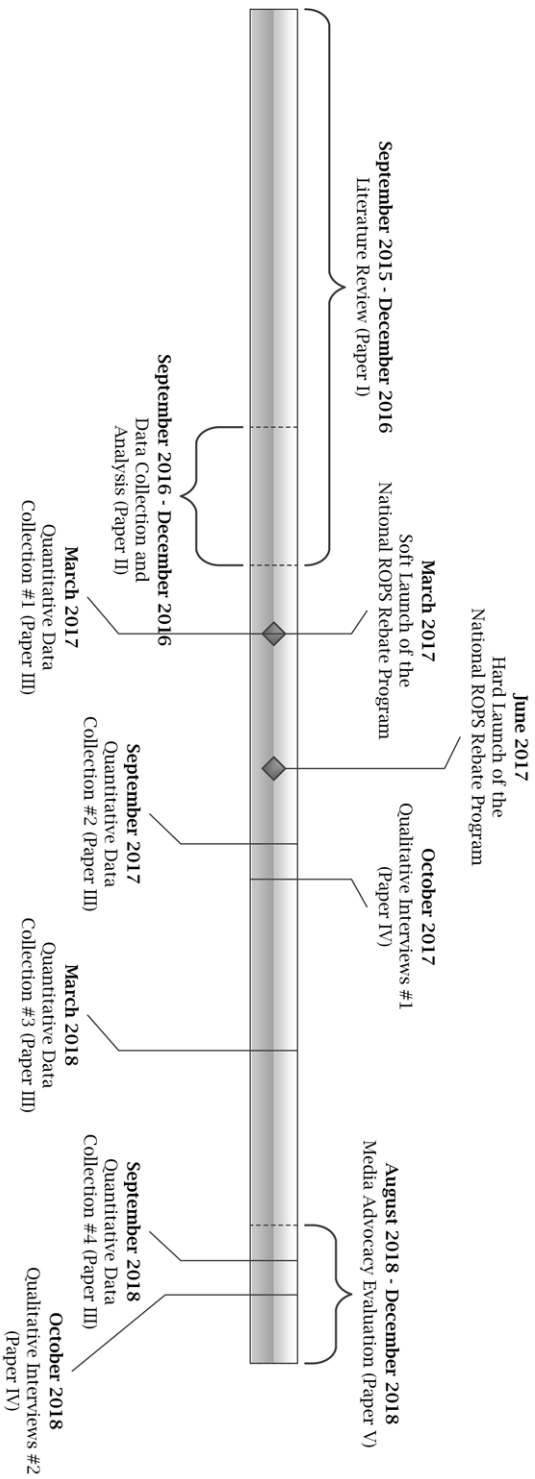 September 2015 - December 2016
Literature Review (Paper I)
September 2016 - December 2016
Data Collection and
Analysis (Paper II)
March 2017
Soft Launch of the
National ROPS Rebate Program
March 2017
Quantitative Data
Collection #1 (Paper III)
June 2017
Hard Launch of the
National ROPS Rebate Program
September 2017
Quantitative Data
Collection #2 (Paper III)
October 2017
Qualitative Interviews #1
(Paper IV)
March 2018
Quantitative Data
Collection #3 (Paper III)
August 2018 - December 2018
Media Advocacy Evaluation (Paper V)
September 2018
Quantitative Data
Collection #4 (Paper III)
October 2018
Qualitative Interviews #2
(Paper IV)